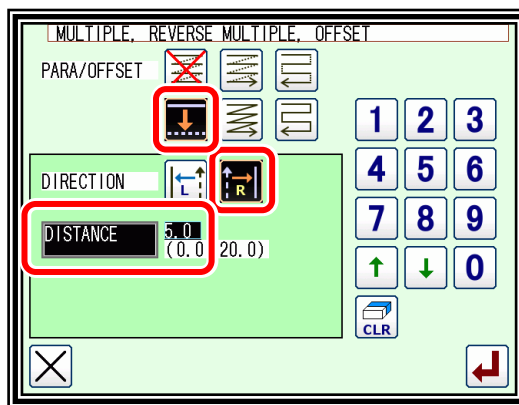 MULTIPLE, REVERSE MULTIPLE, OFFSET
PARA/OFFSET
1 2 3
DIRECTION L R
4 5 6
DISTANCE 5.0
7 8 9
(0.0 20.0)
0
CLR